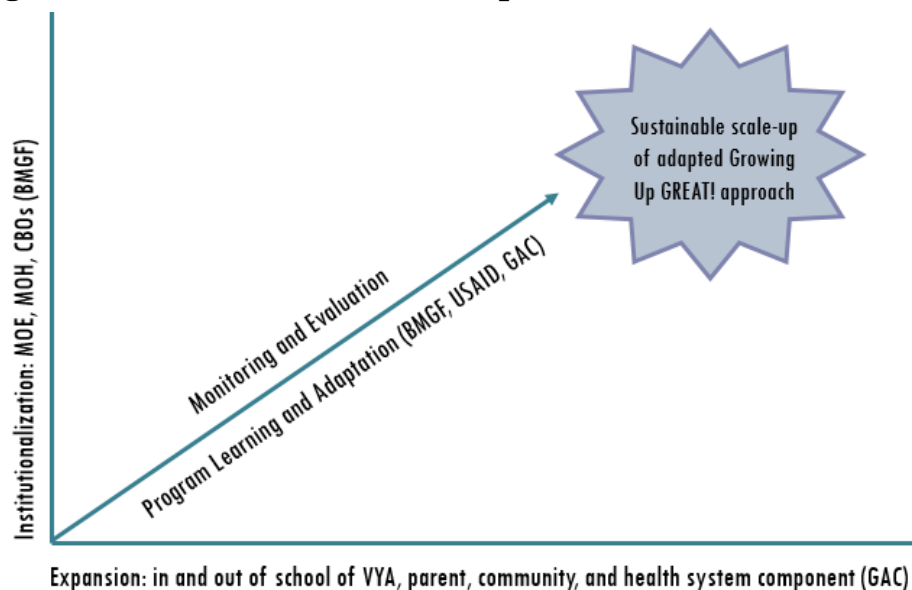 Sustainable scale-up
of adapted Growing
Up GREAT! approach
Monitoring and Evaluation
Program Learning and Adaptation (BMGF, USAID, GAC)
Institutionalization: MOE, MOH, CBOs (BMGF)
Expansion: in and out of school of VYA, parent, community, and health system component (GAC)